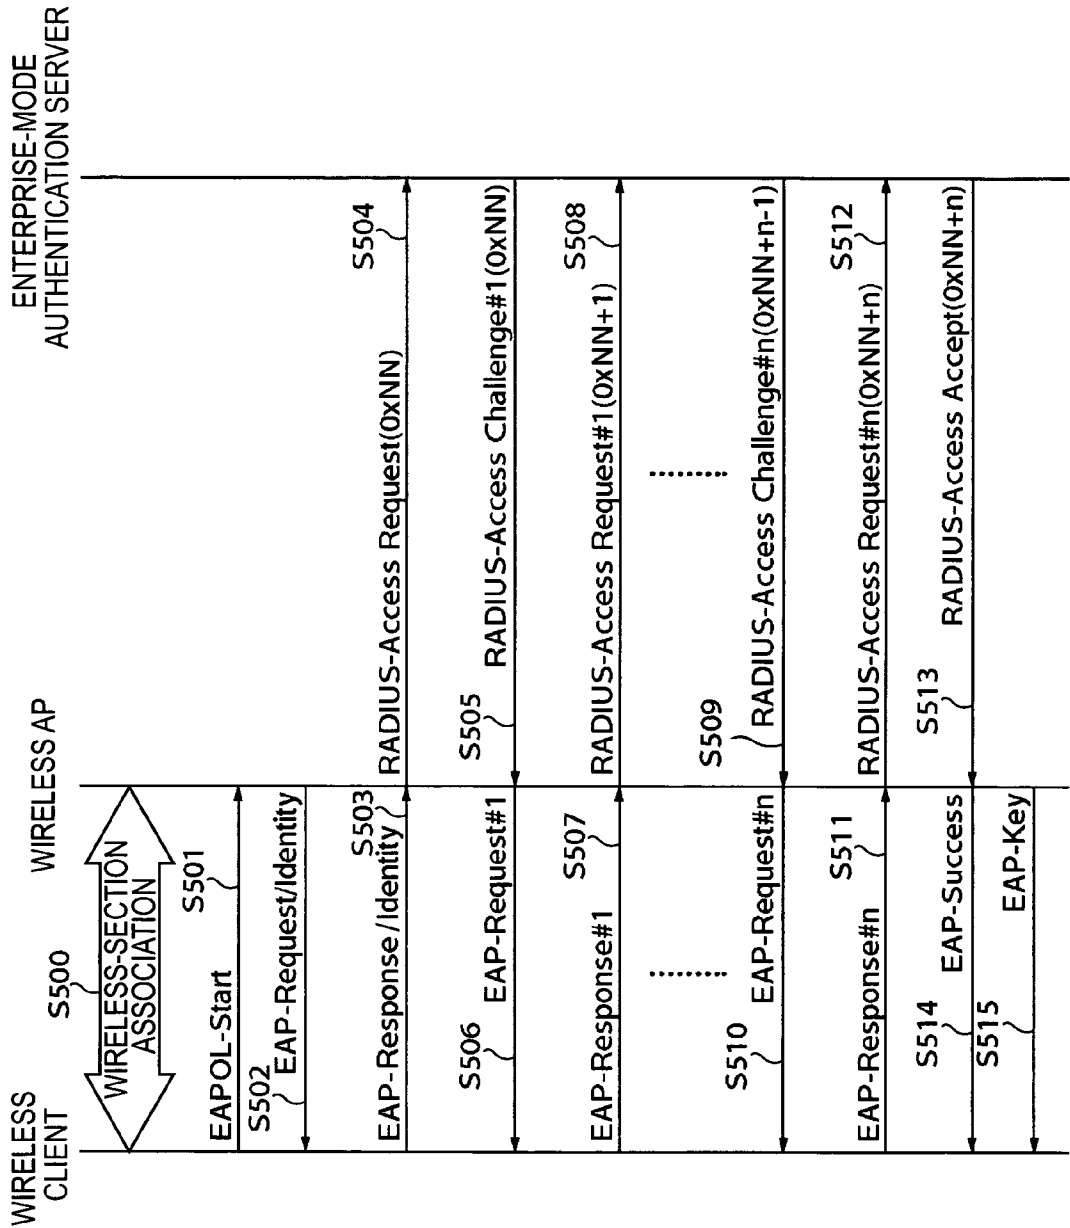 WIRELESS
CLIENT
WIRELESS AP
ENTERPRISE-MODE
AUTHENTICATION SERVER
S500
WIRELESS-SECTION
ASSOCIATION
EAPOL-Start
S501
S502
EAP-Request/Identity
EAP-Response/Identity
S503
RADIUS-Access Request(0xNN)
S504
S505
RADIUS-Access Challenge#1(0xNN)
S506
EAP-Request#1
EAP-Response#1
S507
RADIUS-Access Request#1(0xNN+1)
S508
S509
RADIUS-Access Challenge#n(0xNN+n-1)
S510
EAP-Request#n
EAP-Response#n
S511
RADIUS-Access Request#n(0xNN+n)
S512
S513
RADIUS-Access Accept(0xNN+n)
S514
EAP-Success
S515
EAP-Key